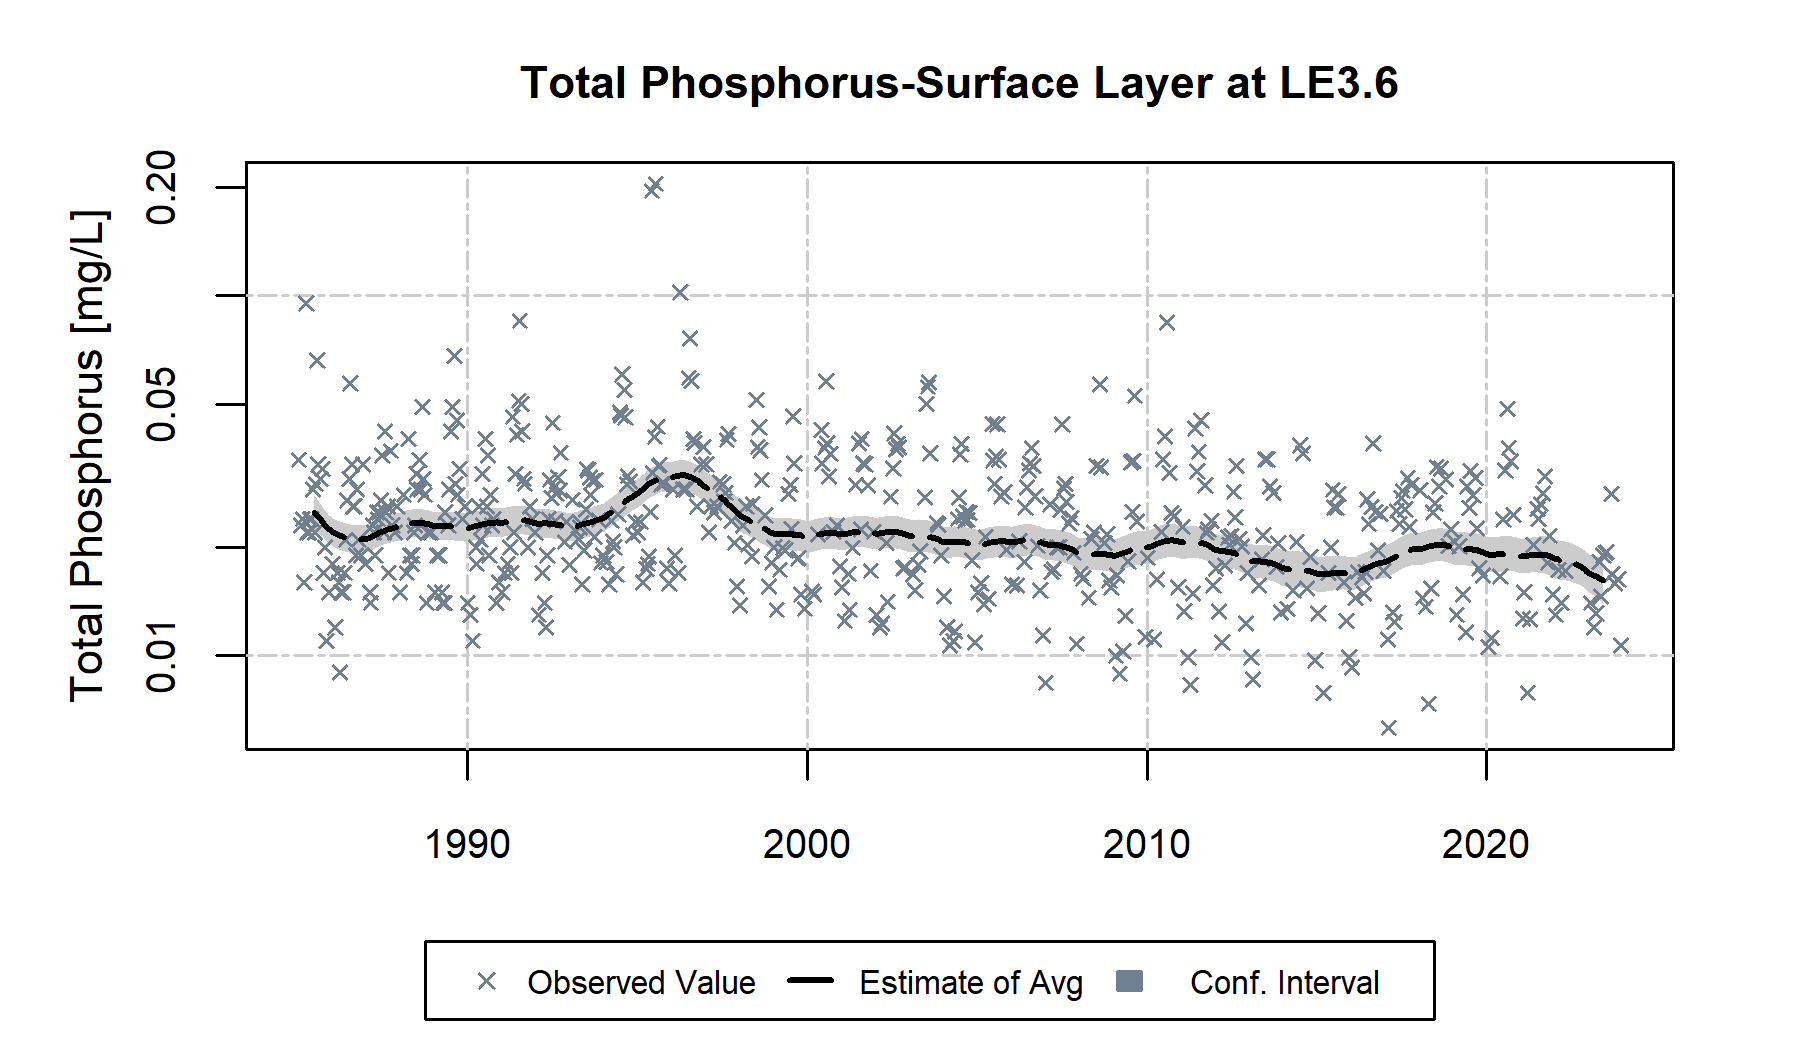 Total Phosphorus-Surface Layer at LE3.6
Total Phosphorus [mg/L]
0.20
0.05
0.01
1990 2000 2010 2020
Observed Value Estimate of Avg Conf. Interval